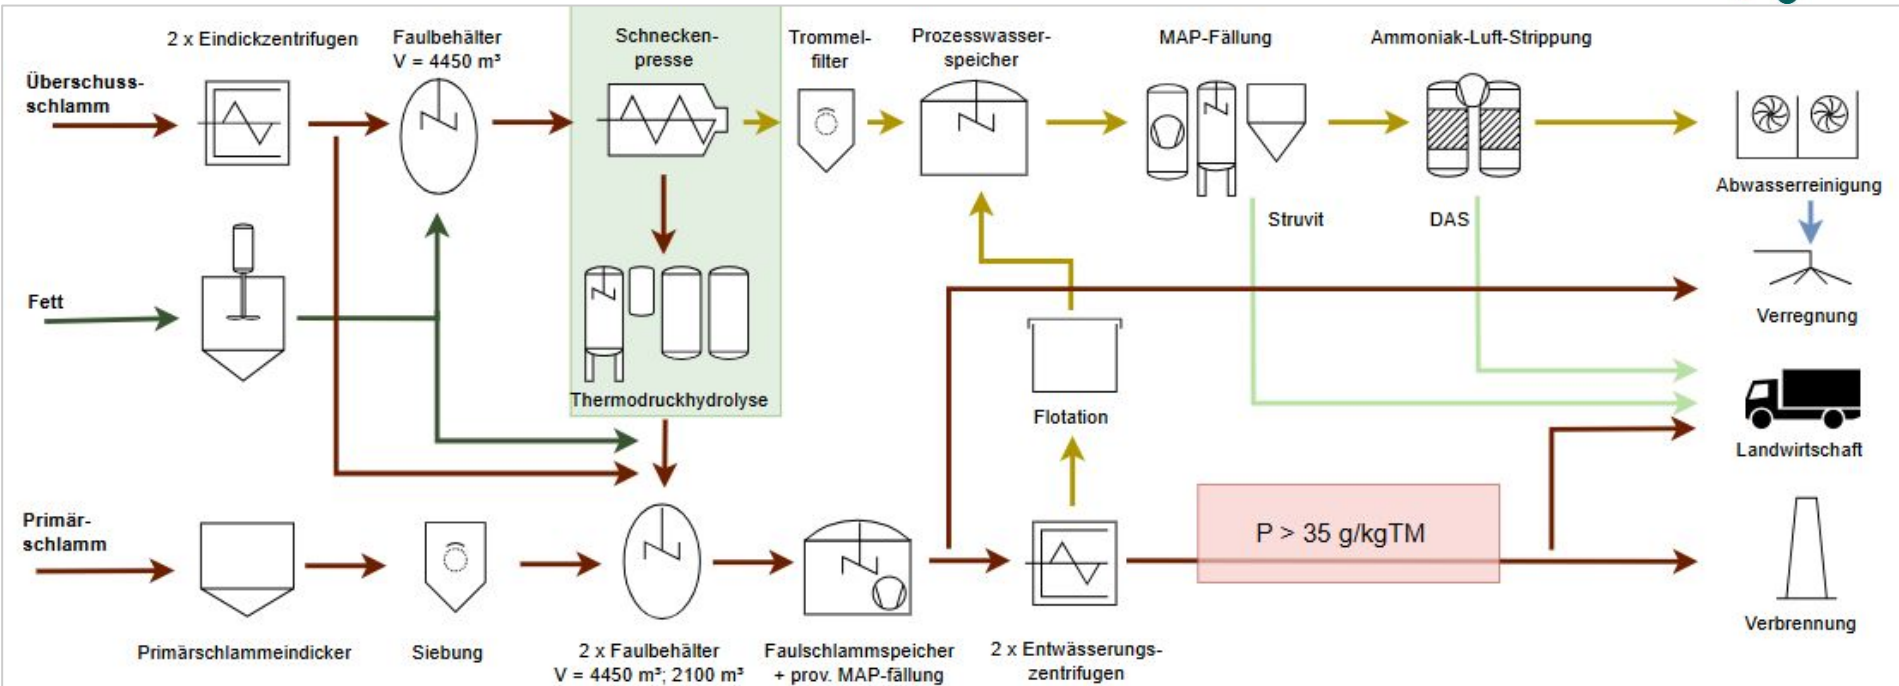 2 x Eindickzentrifugen
Faulbehälter
V = 4450 m³
Schnecken-
presse
Trommel-
filter
Prozesswasser-
speicher
MAP-Fällung
Ammoniak-Luft-Strippung
Überschuss-
schlamm
Abwasserreinigung
Struvit
DAS
Fett
Verregnung
Thermodruckhydrolyse
Flotation
Landwirtschaft
Primär-
schlamm
P > 35 g/kgTM
Verbrennung
Primärschlammeindicker
Siebung
2 x Faulbehälter
V = 4450 m³; 2100 m³
Faulschlammspeicher
+ prov. MAP-fällung
2 x Entwässerungs-
zentrifugen